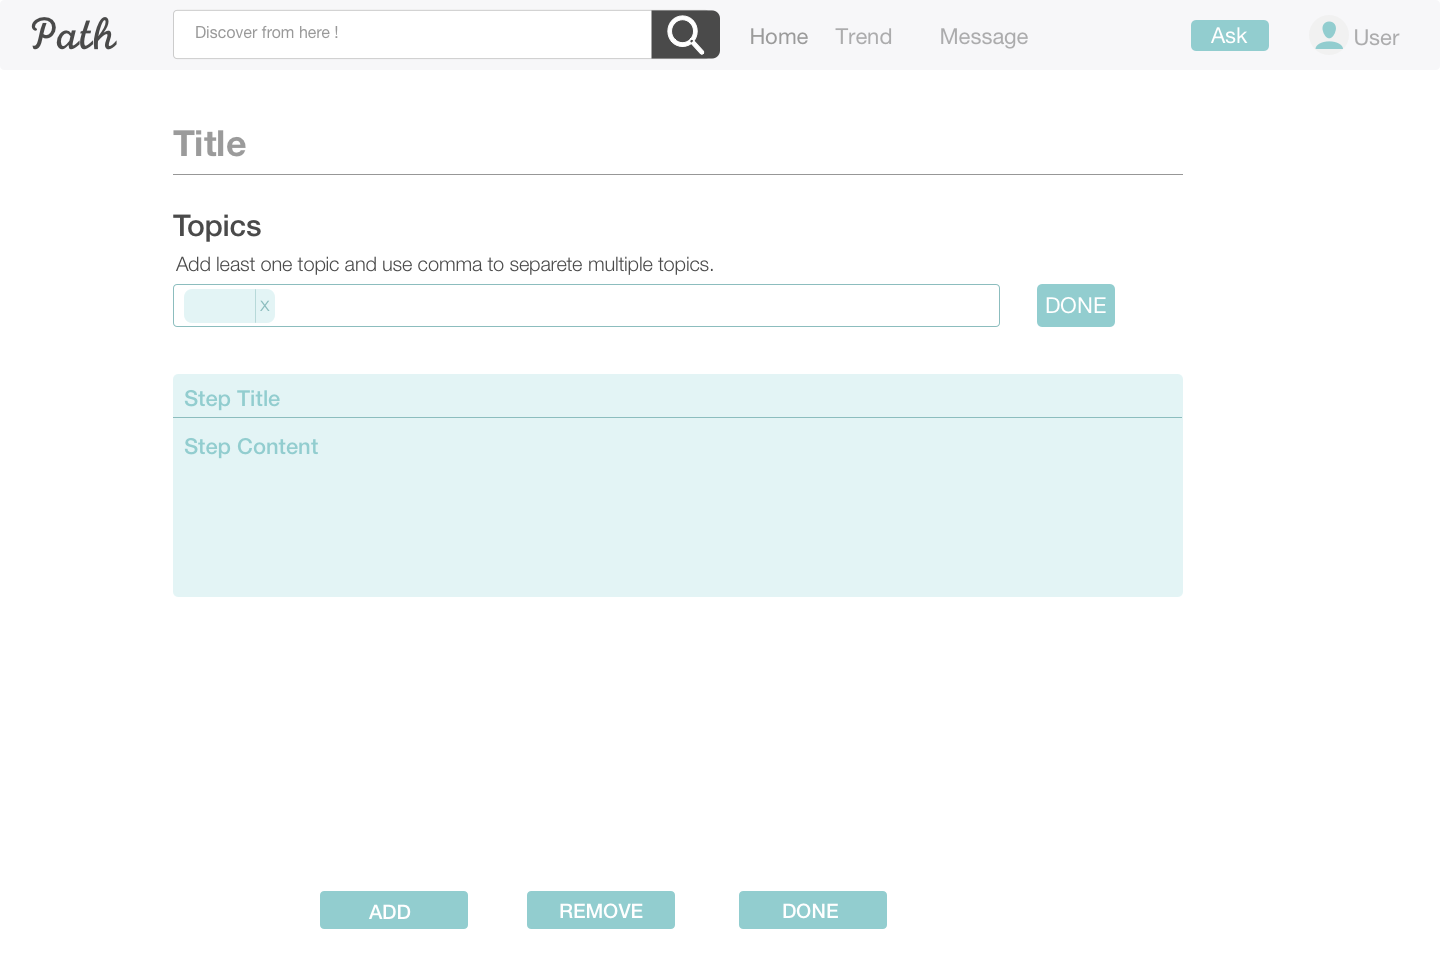 Path
Discover from here !
Home Trend Message
Ask
User
Title
Topics
Add least one topic and use comma to separete multiple topics.
X
DONE
Step Title
Step Content
ADD REMOVE DONE